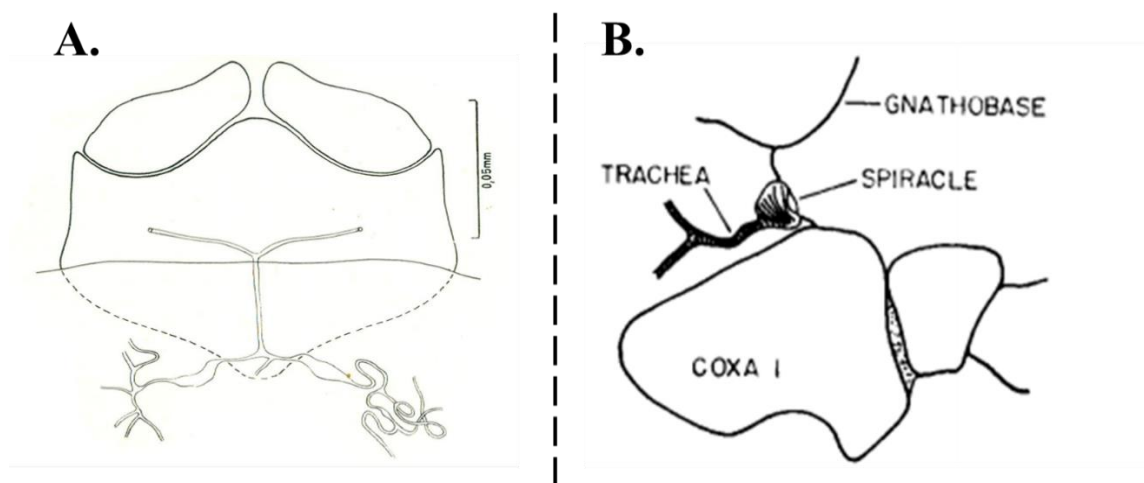 A.
0,05mm
B.
GNATHOBASE
TRACHEA
SPIRACLE
COXA I